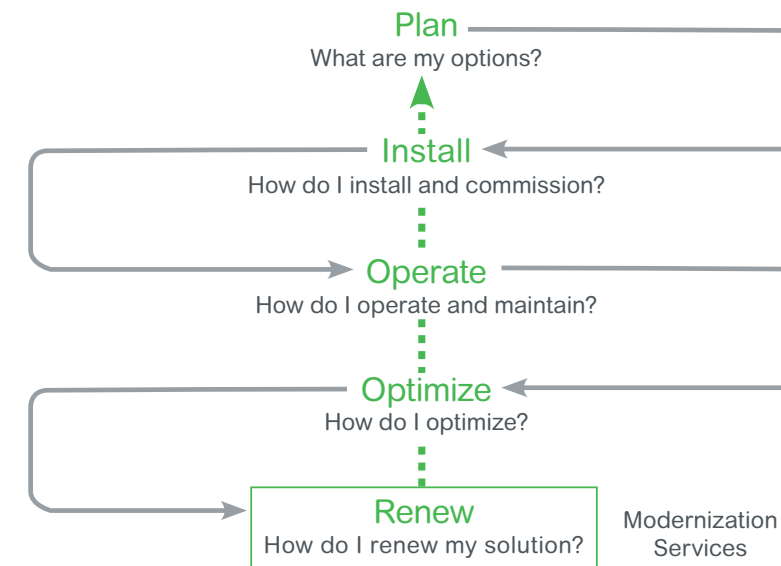 Plan
What are my options?
Install
How do I install and commission?
Operate
How do I operate and maintain?
Optimize
How do I optimize?
Renew
How do I renew my solution?
Modernization
Services